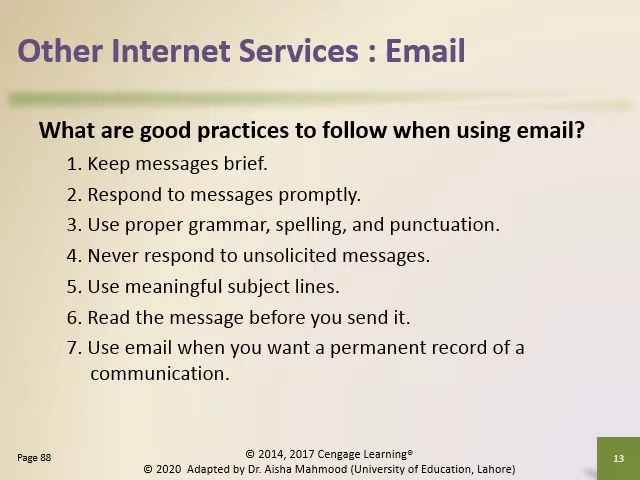 Other Internet Services : Email
What are good practices to follow when using email?
1. Keep messages brief.
2. Respond to messages promptly.
3. Use proper grammar, spelling, and punctuation.
4. Never respond to unsolicited messages.
5. Use meaningful subject lines.
6. Read the message before you send it.
7. Use email when you want a permanent record of a
communication.
Page 88
© 2014, 2017 Cengage Learning®
© 2020 Adapted by Dr. Aisha Mahmood (University of Education, Lahore)
13